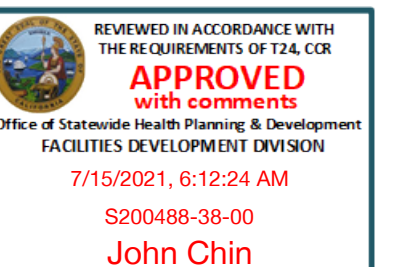 REVIEWED IN ACCORDANCE WITH
THE REQUIREMENTS OF T24, CCR
APPROVED
with comments
Office of Statewide Health Planning & Development
FACILITIES DEVELOPMENT DIVISION
7/15/2021, 6:12:24 AM
S200488-38-00
John Chin